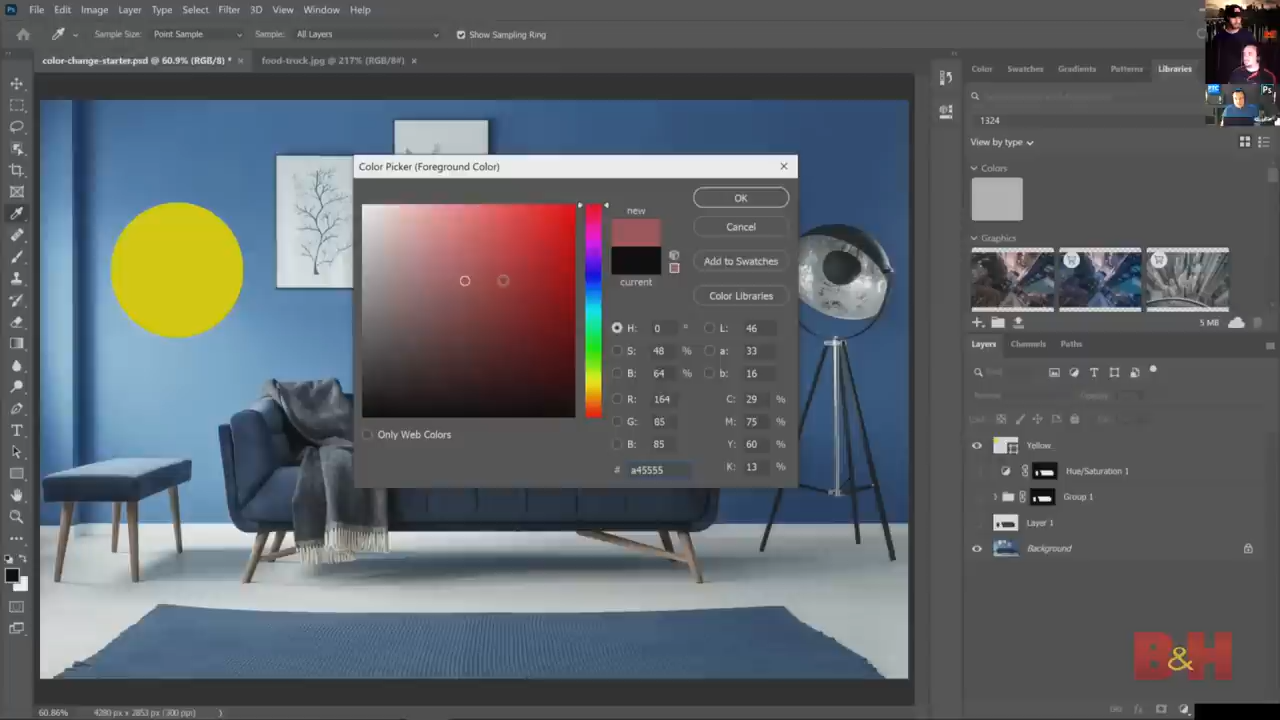 Ps File Edit Image Layer Type Select Filter 3D View Window Help
Sample Size: Point Sample Sample: All Layers Show Sampling Ring
color-change-starter.psd @ 60.9% (RGB/8) * × food-truck.jpg @ 217% (RGB/8#) ×
Color Swatches Gradients Patterns Libraries
1324
View by type
Colors
Graphics
5 MB
Color Picker (Foreground Color)
new
current
OK
Cancel
Add to Swatches
Color Libraries
H: 0 ° L: 46
S: 48 % a: 33
B: 64 % b: 16
R: 164 C: 29 %
G: 85 M: 75 %
B: 85 Y: 60 %
# a45555 K: 13 %
Only Web Colors
Layers Channels Paths
Yellow
Hue/Saturation 1
Group 1
Layer 1
Background
B&H
60.86% 4280 px x 2853 px (300 ppi)
Ps